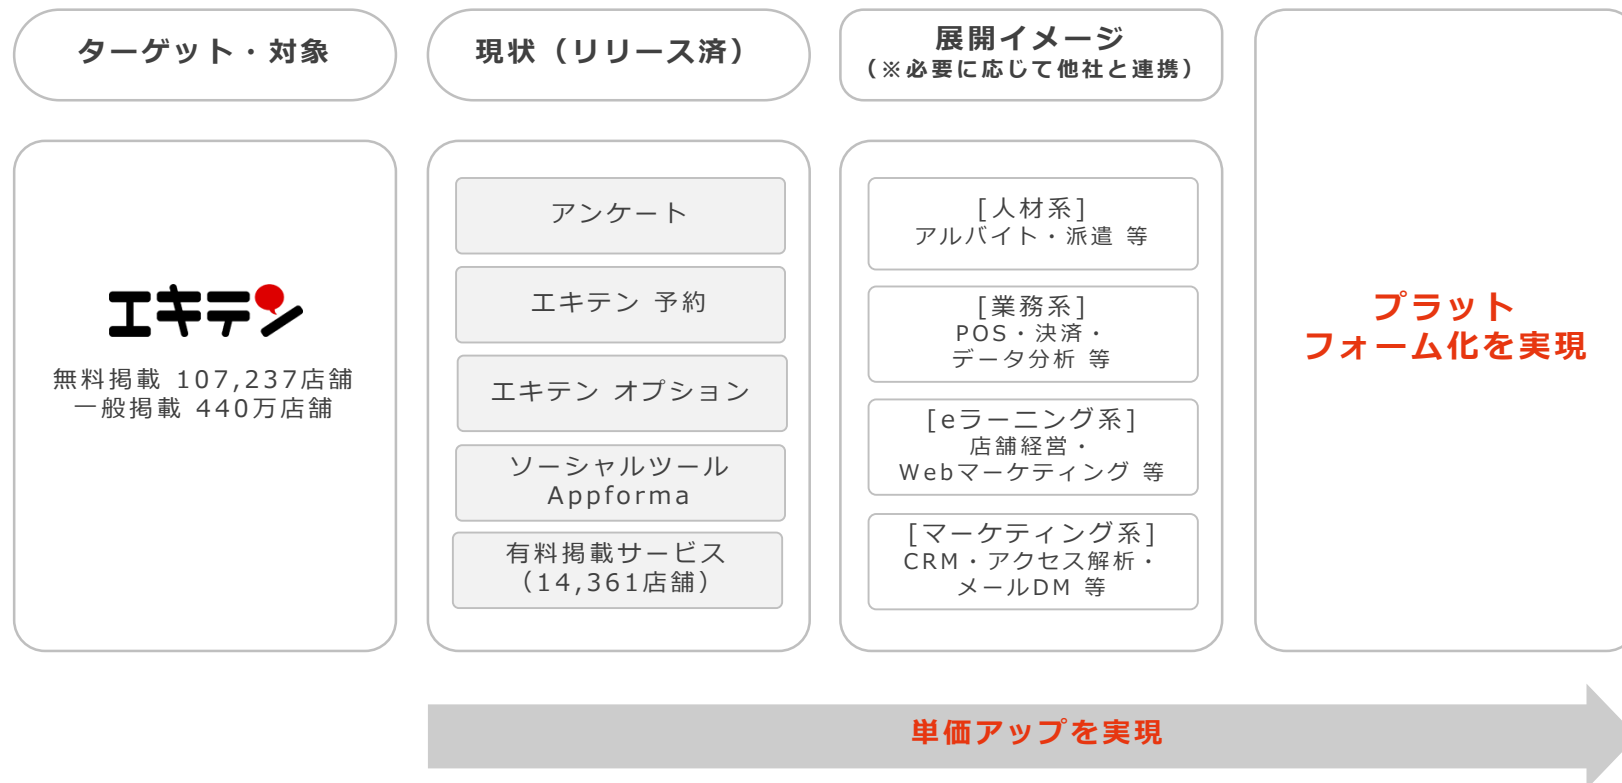 ターゲット・対象
現状（リリース済）
展開イメージ
（※必要に応じて他社と連携）
エキテン
無料掲載 107,237店舗
一般掲載 440万店舗
アンケート
エキテン 予約
エキテン オプション
ソーシャルツール
Appforma
有料掲載サービス
（14,361店舗）
[人材系]
アルバイト・派遣 等
[業務系]
POS・決済・
データ分析 等
[eラーニング系]
店舗経営・
Webマーケティング 等
[マーケティング系]
CRM・アクセス解析・
メールDM 等
プラット
フォーム化を実現
単価アップを実現